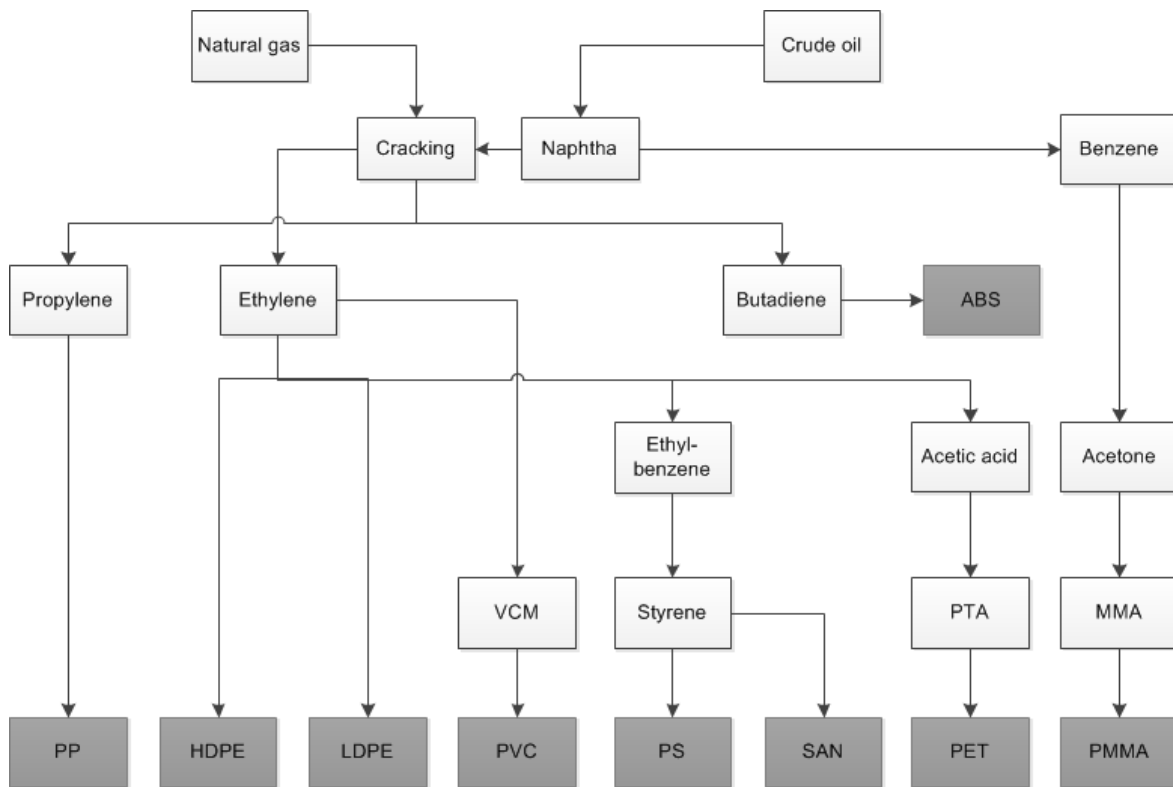 Natural gas
Crude oil
Cracking
Naphtha
Benzene
Propylene
Ethylene
Butadiene
ABS
Ethyl-
benzene
Acetic acid
Acetone
VCM
Styrene
PTA
MMA
PP
HDPE
LDPE
PVC
PS
SAN
PET
PMMA